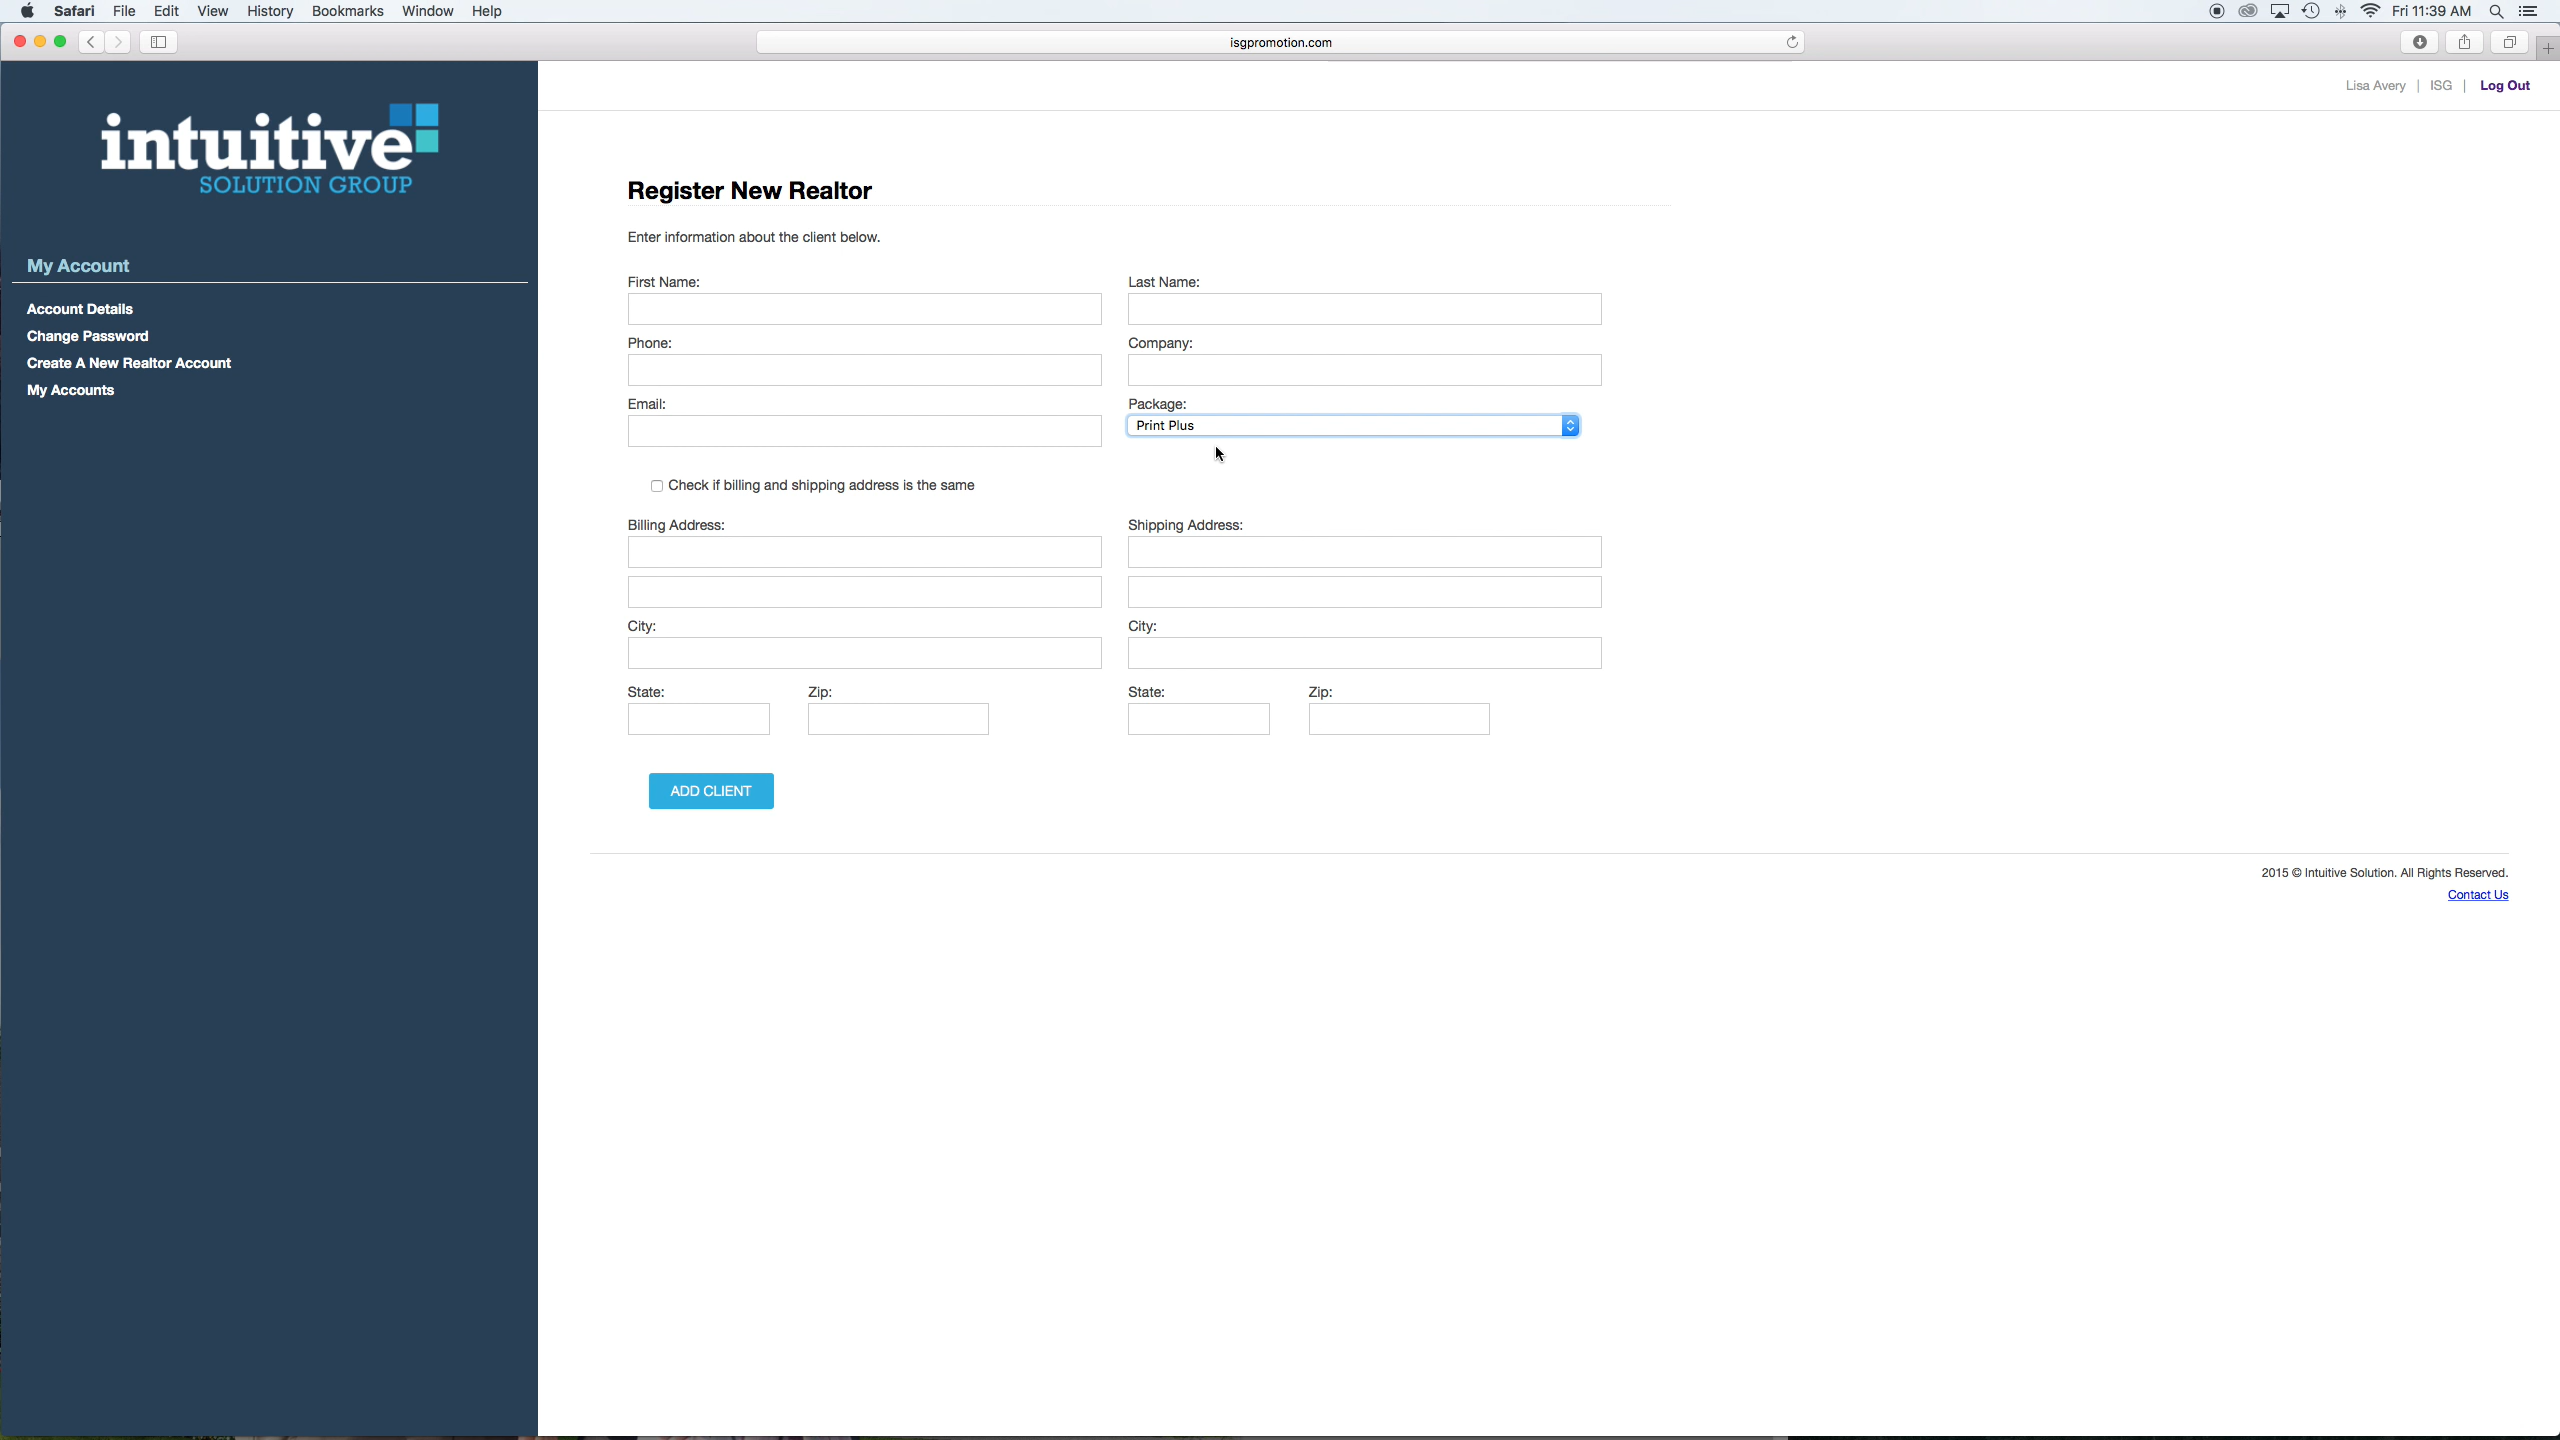 Safari File Edit View History Bookmarks Window Help Fri 11:39 AM
isgpromotion.com
Lisa Avery | ISG | Log Out
intuitive
SOLUTION GROUP
My Account
Account Details
Change Password
Create A New Realtor Account
My Accounts
Register New Realtor
Enter information about the client below.
First Name: Last Name:
Phone: Company:
Email: Package:
Print Plus
Check if billing and shipping address is the same
Billing Address: Shipping Address:
City: City:
State: Zip: State: Zip:
ADD CLIENT
2015 © Intuitive Solution. All Rights Reserved.
Contact Us